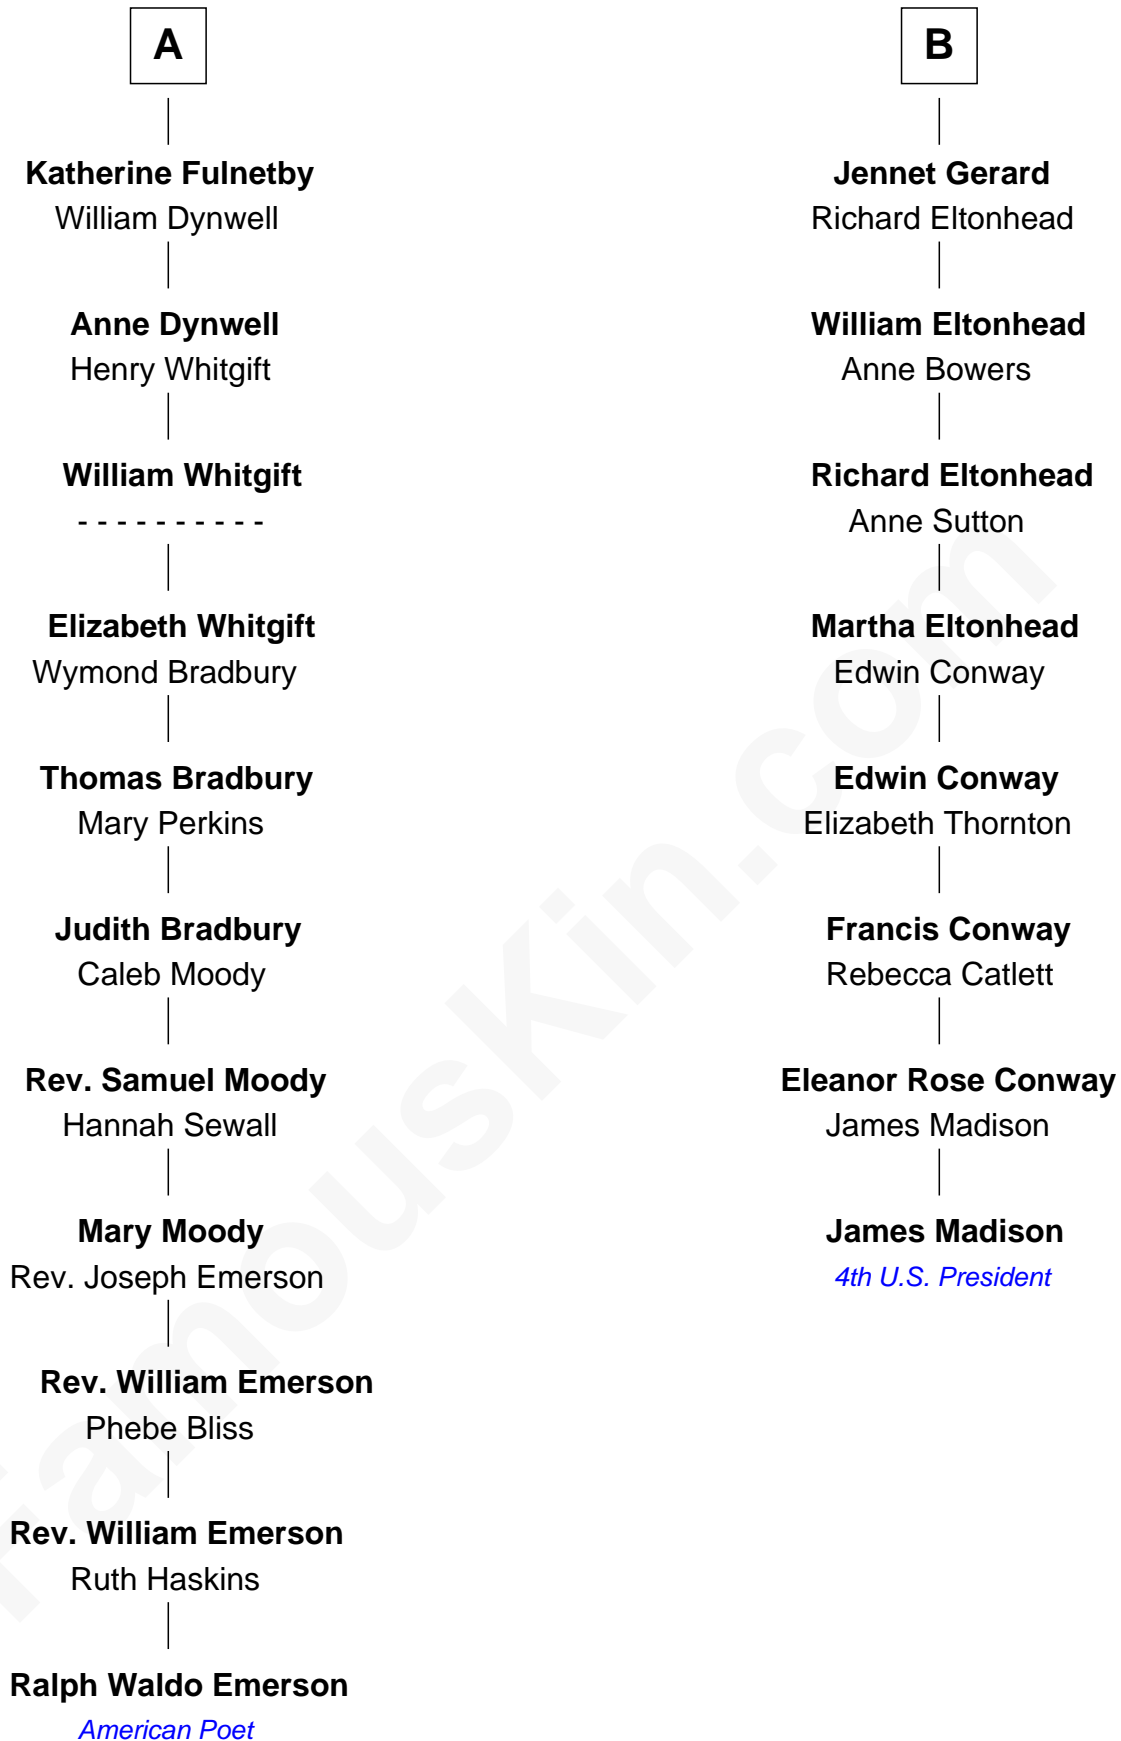 A
Katherine Fulnetby
William Dynwell
Anne Dynwell
Henry Whitgift
William Whitgift
- - - - - - - - - -
Elizabeth Whitgift
Wymond Bradbury
Thomas Bradbury
Mary Perkins
Judith Bradbury
Caleb Moody
Rev. Samuel Moody
Hannah Sewall
Mary Moody
Rev. Joseph Emerson
Rev. William Emerson
Phebe Bliss
Rev. William Emerson
Ruth Haskins
Ralph Waldo Emerson
American Poet
B
Jennet Gerard
Richard Eltonhead
William Eltonhead
Anne Bowers
Richard Eltonhead
Anne Sutton
Martha Eltonhead
Edwin Conway
Edwin Conway
Elizabeth Thornton
Francis Conway
Rebecca Catlett
Eleanor Rose Conway
James Madison
James Madison
4th U.S. President
FamousKin.com